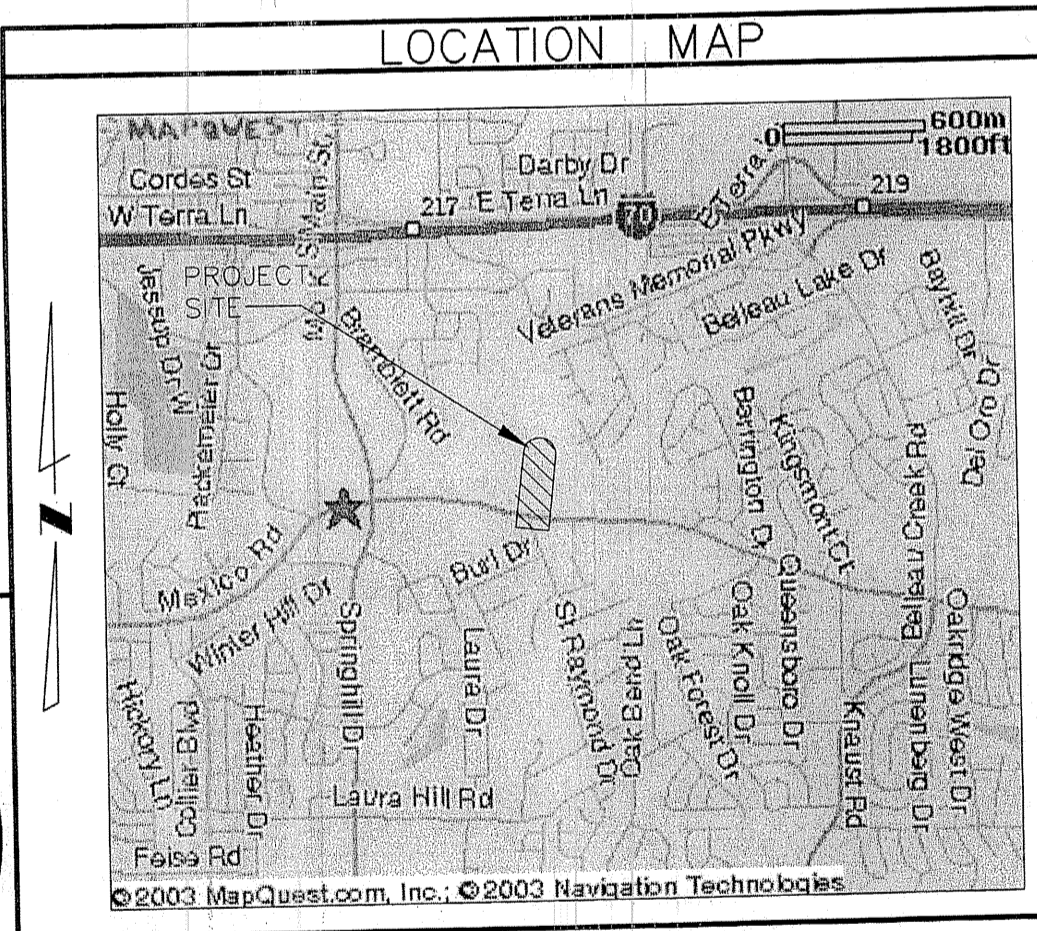 LOCATION MAP
MAPQUEST
600m
0
1800ft
Cordes St
S Main St
Darby Dr
E Terra
219
W Terra Ln
217
E Terra Ln
70
Veterans Memorial Pkwy
PROJECT
SITE
Jessup Dr W
Belleau Lake Dr
Bayhill Dr
Bramblett Rd
Plackemeier Dr
Holly Ct
Del Oro Dr
Barrington Dr
Kingsmont Ct
Belleau Creek Rd
Z
Mexico Rd
Burl Dr
Winter Hill Dr
Springhill Dr
Laura Dr
St Raymond Dr
Oak Bend Ln
Oak Forest Dr
Oak Knoll Dr
Queensboro Dr
Oakridge West Dr
Lunenberg Dr
Knaust Rd
Hickory Ln
Collier Blvd
Heather Dr
Laura Hill Rd
Feise Rd
©2003 MapQuest.com, Inc.; ©2003 Navigation Technologies